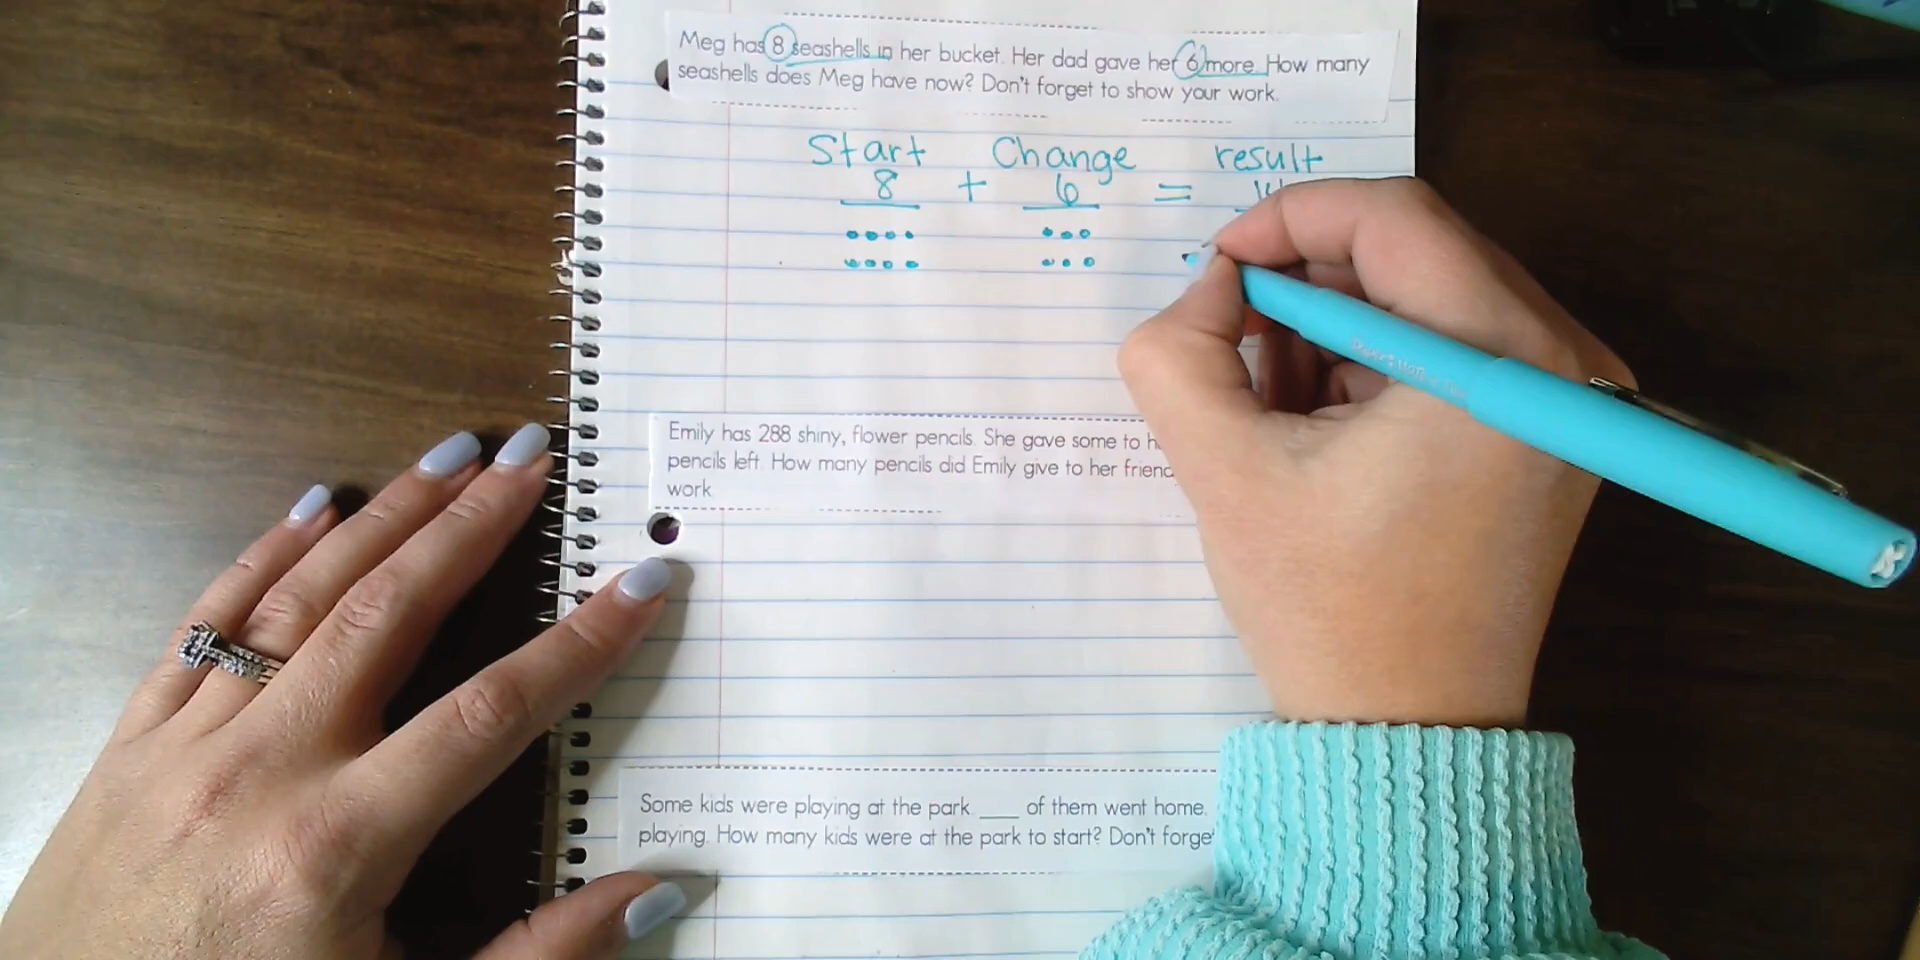 Meg has 8 seashells in her bucket. Her dad gave her 6 more. How many
seashells does Meg have now? Don't forget to show your work.
Start Change result
8 + 6 = 14
Emily has 288 shiny, flower pencils. She gave some to
pencils left. How many pencils did Emily give to her
work
Some kids were playing at the park. ____ of them went home.
playing. How many kids were at the park to start? Don't